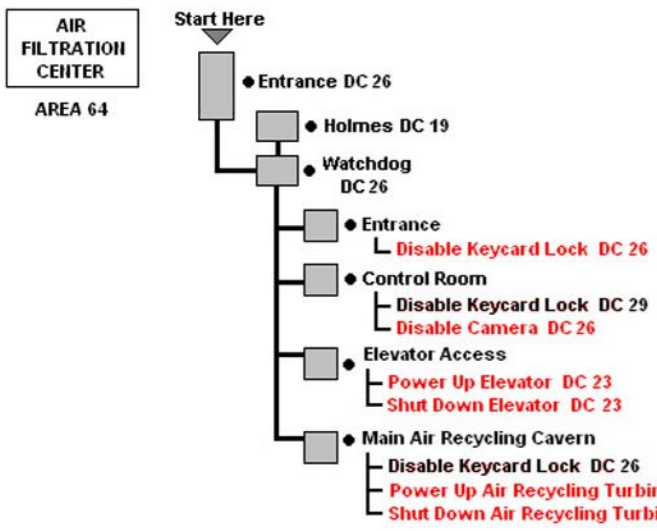 AIR
FILTRATION
CENTER
AREA 64
Start Here
Entrance DC 26
Holmes DC 19
Watchdog
DC 26
Entrance
Disable Keycard Lock DC 26
Control Room
Disable Keycard Lock DC 29
Disable Camera DC 26
Elevator Access
Power Up Elevator DC 23
Shut Down Elevator DC 23
Main Air Recycling Cavern
Disable Keycard Lock DC 26
Power Up Air Recycling
Shut Down Air Recycling